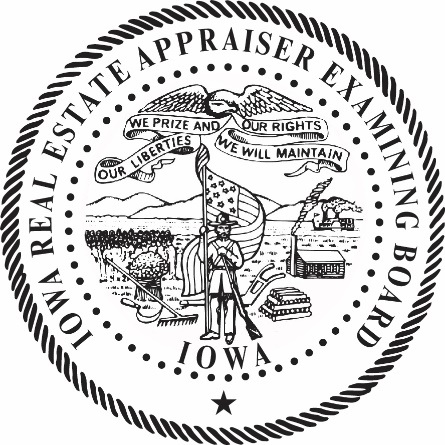 IOWA REAL ESTATE APPRAISER EXAMINING BOARD
WE PRIZE AND OUR RIGHTS
OUR LIBERTIES WE WILL MAINTAIN
IOWA